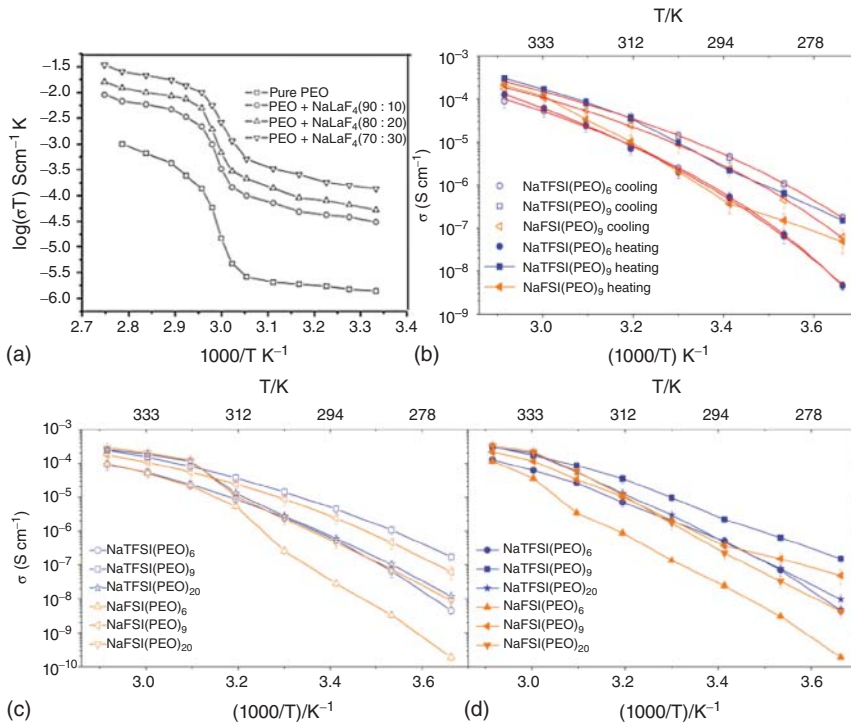 −1.5
−2.0
−2.5
−3.0
−3.5
−4.0
−4.5
−5.0
−5.5
−6.0
log(σT) Scm⁻¹ K
Pure PEO
PEO + NaLaF₄(90 : 10)
PEO + NaLaF₄(80 : 20)
PEO + NaLaF₄(70 : 30)
2.7 2.8 2.9 3.0 3.1 3.2 3.3 3.4
(a) 1000/T K⁻¹
T/K
333 312 294 278
10⁻³
10⁻⁴
10⁻⁵
10⁻⁶
10⁻⁷
10⁻⁸
10⁻⁹
σ (S cm⁻¹)
NaTFSI(PEO)₆ cooling
NaTFSI(PEO)₉ cooling
NaFSI(PEO)₉ cooling
NaTFSI(PEO)₆ heating
NaTFSI(PEO)₉ heating
NaFSI(PEO)₉ heating
3.0 3.2 3.4 3.6
(b) (1000/T) K⁻¹
T/K
333 312 294 278
10⁻³
10⁻⁴
10⁻⁵
10⁻⁶
10⁻⁷
10⁻⁸
10⁻⁹
10⁻¹⁰
σ (S cm⁻¹)
NaTFSI(PEO)₆
NaTFSI(PEO)₉
NaTFSI(PEO)₂₀
NaFSI(PEO)₆
NaFSI(PEO)₉
NaFSI(PEO)₂₀
3.0 3.2 3.4 3.6
(c) (1000/T)/K⁻¹
T/K
333 312 294 278
NaTFSI(PEO)₆
NaTFSI(PEO)₉
NaTFSI(PEO)₂₀
NaFSI(PEO)₆
NaFSI(PEO)₉
NaFSI(PEO)₂₀
3.0 3.2 3.4 3.6
(d) (1000/T)/K⁻¹